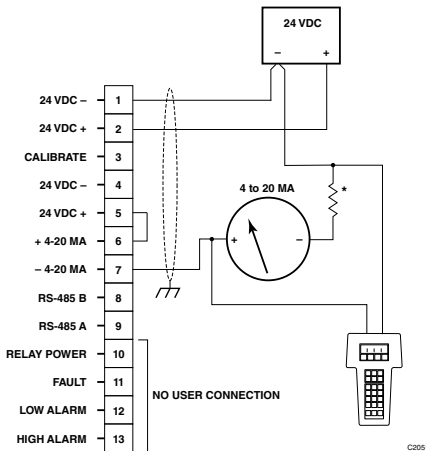 24 VDC
– +
24 VDC – 1
24 VDC + 2
CALIBRATE 3
24 VDC – 4
24 VDC + 5
+ 4-20 MA 6
– 4-20 MA 7
RS-485 B 8
RS-485 A 9
RELAY POWER 10
FAULT 11
LOW ALARM 12
HIGH ALARM 13
4 to 20 MA
+ –
*
NO USER CONNECTION
C205